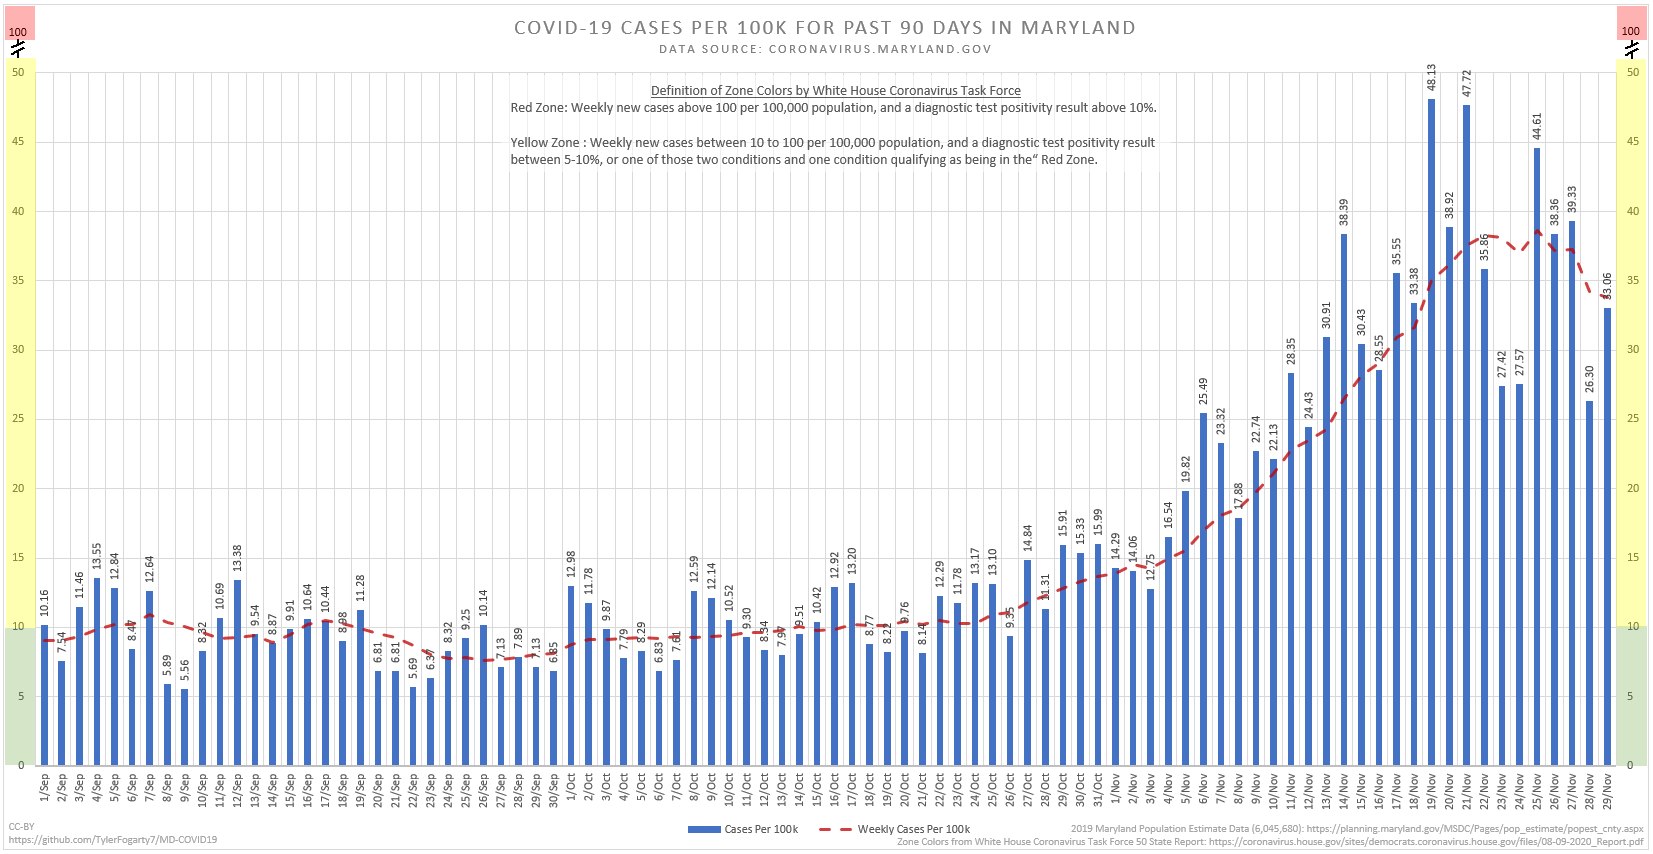 COVID-19 CASES PER 100K FOR PAST 90 DAYS IN MARYLAND
DATA SOURCE: CORONAVIRUS.MARYLAND.GOV
100
100
Definition of Zone Colors by White House Coronavirus Task Force
Red Zone: Weekly new cases above 100 per 100,000 population, and a diagnostic test positivity result above 10%.
Yellow Zone : Weekly new cases between 10 to 100 per 100,000 population, and a diagnostic test positivity result
between 5-10%, or one of those two conditions and one condition qualifying as being in the“ Red Zone.
50 50
45 45
40 40
35 35
30 30
25 25
20 20
15 15
10 10
5 5
0 0
10.16 7.54 11.46 13.55 12.84 8.47 12.64 5.89 5.56 8.32 10.69 13.38 9.54 8.87 9.91 10.64 10.44 8.98 11.28 6.81 6.81 5.69 6.37 8.32 9.25 10.14 7.13 7.89 7.13 6.85 12.98 11.78 9.87 7.79 8.29 6.83 7.61 12.59 12.14 10.52 9.30 8.34 7.97 9.51 10.42 12.92 13.20 8.77 8.22 9.76 8.14 12.29 11.78 13.17 13.10 9.35 14.84 11.31 15.91 15.33 15.99 14.29 14.06 12.75 16.54 19.82 25.49 23.32 17.88 22.74 22.13 28.35 24.43 30.91 38.39 30.43 28.55 35.55 33.38 48.13 38.92 47.72 35.86 27.42 27.57 44.61 38.36 39.33 26.30 33.06
1/Sep 2/Sep 3/Sep 4/Sep 5/Sep 6/Sep 7/Sep 8/Sep 9/Sep 10/Sep 11/Sep 12/Sep 13/Sep 14/Sep 15/Sep 16/Sep 17/Sep 18/Sep 19/Sep 20/Sep 21/Sep 22/Sep 23/Sep 24/Sep 25/Sep 26/Sep 27/Sep 28/Sep 29/Sep 30/Sep 1/Oct 2/Oct 3/Oct 4/Oct 5/Oct 6/Oct 7/Oct 8/Oct 9/Oct 10/Oct 11/Oct 12/Oct 13/Oct 14/Oct 15/Oct 16/Oct 17/Oct 18/Oct 19/Oct 20/Oct 21/Oct 22/Oct 23/Oct 24/Oct 25/Oct 26/Oct 27/Oct 28/Oct 29/Oct 30/Oct 31/Oct 1/Nov 2/Nov 3/Nov 4/Nov 5/Nov 6/Nov 7/Nov 8/Nov 9/Nov 10/Nov 11/Nov 12/Nov 13/Nov 14/Nov 15/Nov 16/Nov 17/Nov 18/Nov 19/Nov 20/Nov 21/Nov 22/Nov 23/Nov 24/Nov 25/Nov 26/Nov 27/Nov 28/Nov 29/Nov
CC-BY
https://github.com/TylerFogarty7/MD-COVID19
Cases Per 100k
Weekly Cases Per 100k
2019 Maryland Population Estimate Data (6,045,680): https://planning.maryland.gov/MSDC/Pages/pop_estimate/popest_cnty.aspx
Zone Colors from White House Coronavirus Task Force 50 State Report: https://coronavirus.house.gov/sites/democrats.coronavirus.house.gov/files/08-09-2020_Report.pdf